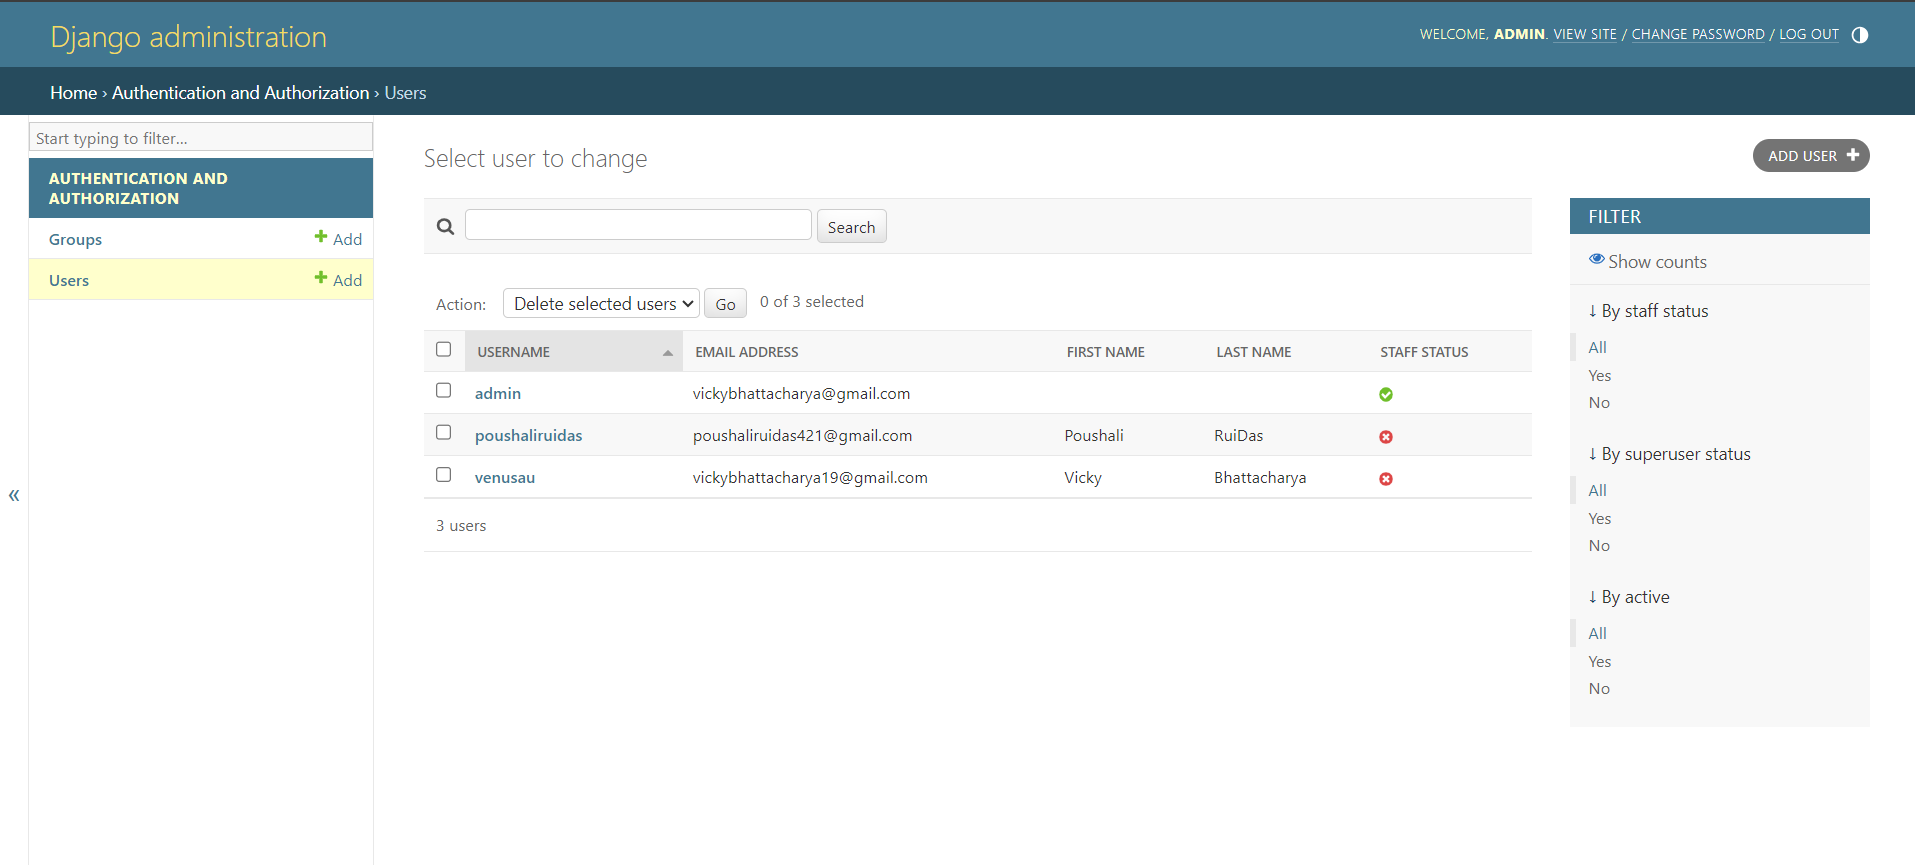 Django administration
WELCOME, ADMIN. VIEW SITE / CHANGE PASSWORD / LOG OUT
Home › Authentication and Authorization › Users
Start typing to filter...
AUTHENTICATION AND
AUTHORIZATION
Groups + Add
Users + Add
«
Select user to change
ADD USER +
Search
Action: Delete selected users Go 0 of 3 selected
USERNAME EMAIL ADDRESS FIRST NAME LAST NAME STAFF STATUS
admin vickybhattacharya@gmail.com
poushaliruidas poushaliruidas421@gmail.com Poushali RuiDas
venusau vickybhattacharya19@gmail.com Vicky Bhattacharya
3 users
FILTER
Show counts
↓ By staff status
All
Yes
No
↓ By superuser status
All
Yes
No
↓ By active
All
Yes
No